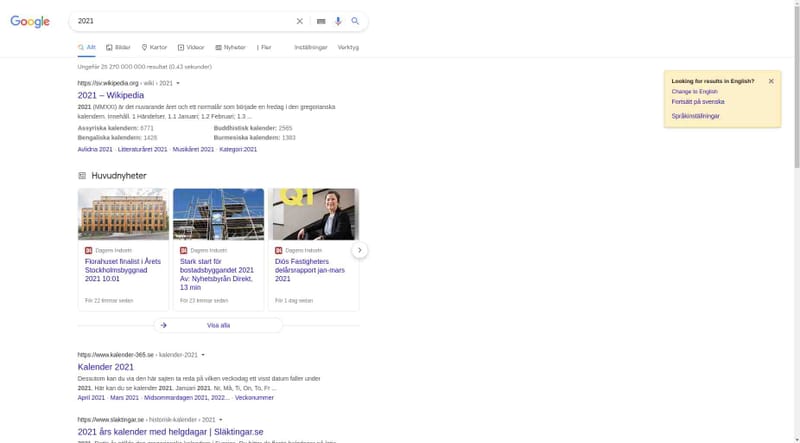 Google
2021
Allt
Bilder
Kartor
Videor
Nyheter
Fler
Inställningar
Verktyg
Ungefär 25 270 000 000 resultat (0,43 sekunder)
https://sv.wikipedia.org › wiki › 2021
2021 – Wikipedia
2021 (MMXXI) är det nuvarande året och ett normalår som började en fredag i den gregorianska
kalendern. Innehåll. 1 Händelser. 1.1 Januari; 1.2 Februari; 1.3 ...
Assyriska kalendern: 6771
Buddhistisk kalender: 2565
Bengaliska kalendern: 1428
Burmesiska kalendern: 1383
Avlidna 2021 · Litteraturåret 2021 · Musikåret 2021 · Kategori:2021
Huvudnyheter
Di Dagens Industri
Fiorahuset finalist i Årets
Stockholmsbyggnad
2021 10:01
För 22 timmar sedan
Di Dagens Industri
Stark start för
bostadsbyggandet 2021
Av: Nyhetsbyrån Direkt,
13 min
För 23 timmar sedan
Di Dagens Industri
Diös Fastigheters
delårsrapport jan-mars
2021
För 1 dag sedan
Visa alla
https://www.kalender-365.se › kalender-2021
Kalender 2021
Dessutom kan du via den här sajten ta reda på vilken veckodag ett visst datum faller under
2021. Här kan du se kalender 2021. Januari 2021. Nr, Må, Ti, On, To, Fr ...
April 2021 · Mars 2021 · Midsommardagen 2021, 2022... · Veckonummer
https://www.slaktingar.se › historisk-kalender › 2021
2021 års kalender med helgdagar | Släktingar.se
Looking for results in English?
Change to English
Fortsätt på svenska
Språkinställningar